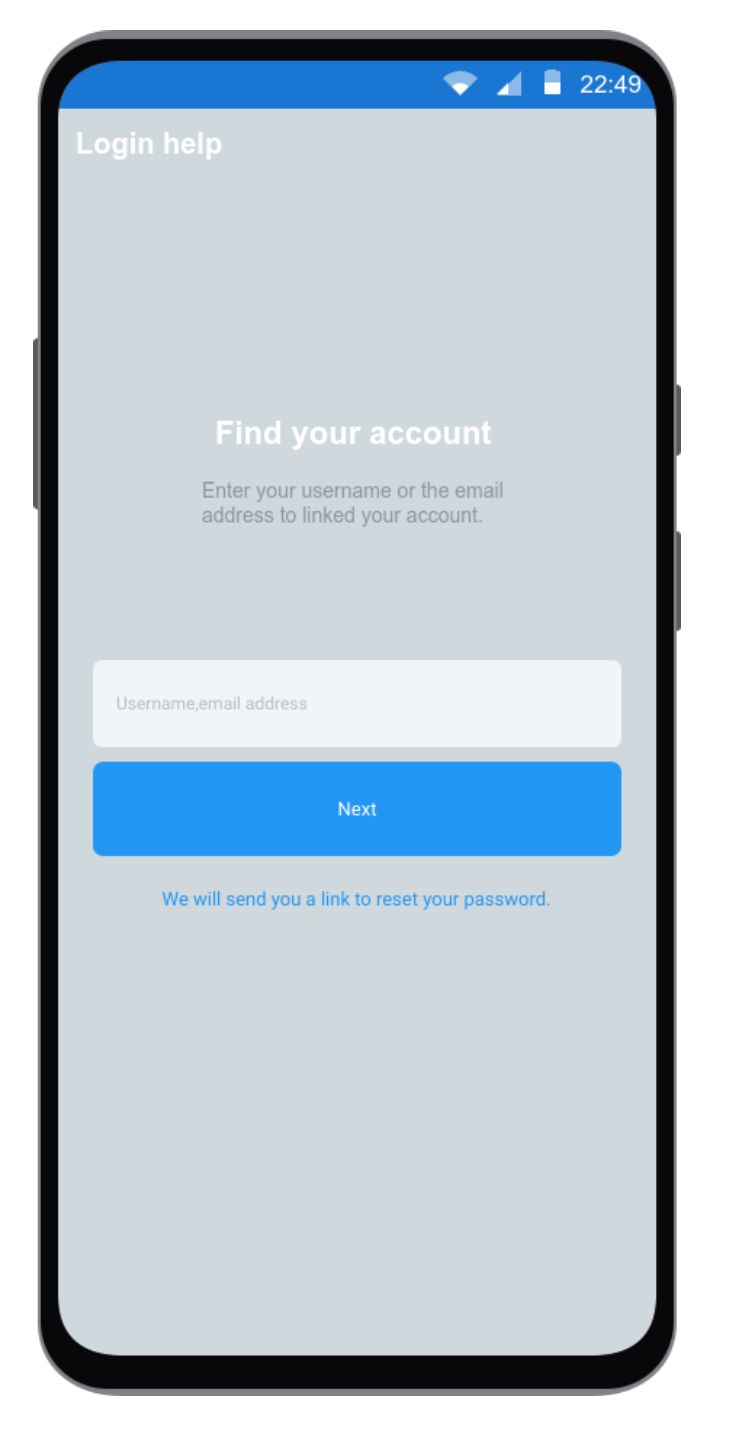 22:49
Login help
Find your account
Enter your username or the email
address to linked your account.
Username,email address
Next
We will send you a link to reset your password.